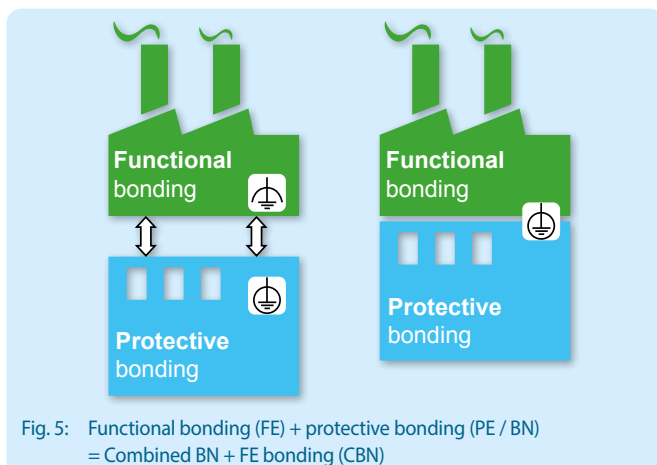 Functional
bonding
Protective
bonding
Functional
bonding
Protective
bonding
Fig. 5: Functional bonding (FE) + protective bonding (PE / BN)
= Combined BN + FE bonding (CBN)